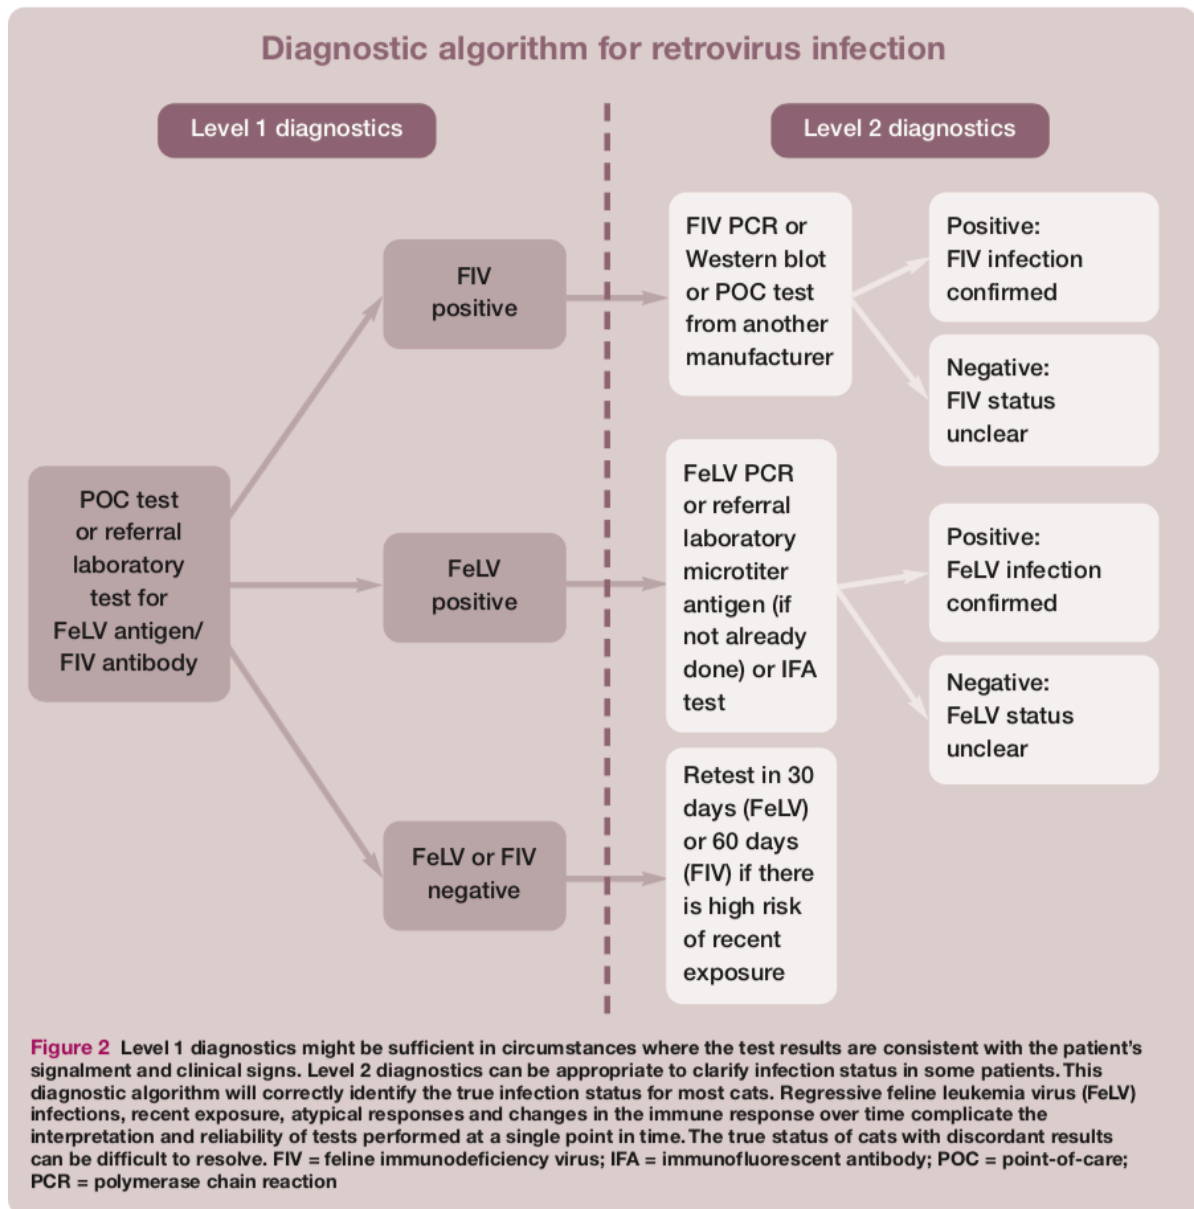 Diagnostic algorithm for retrovirus infection
Level 1 diagnostics
Level 2 diagnostics
POC test
or referral
laboratory
test for
FeLV antigen/
FIV antibody
FIV
positive
FIV PCR or
Western blot
or POC test
from another
manufacturer
Positive:
FIV infection
confirmed
Negative:
FIV status
unclear
FeLV
positive
FeLV PCR
or referral
laboratory
microtiter
antigen (if
not already
done) or IFA
test
Positive:
FeLV infection
confirmed
Negative:
FeLV status
unclear
FeLV or FIV
negative
Retest in 30
days (FeLV)
or 60 days
(FIV) if there
is high risk
of recent
exposure
Figure 2 Level 1 diagnostics might be sufficient in circumstances where the test results are consistent with the patient's
signalment and clinical signs. Level 2 diagnostics can be appropriate to clarify infection status in some patients. This
diagnostic algorithm will correctly identify the true infection status for most cats. Regressive feline leukemia virus (FeLV)
infections, recent exposure, atypical responses and changes in the immune response over time complicate the
interpretation and reliability of tests performed at a single point in time. The true status of cats with discordant results
can be difficult to resolve. FIV = feline immunodeficiency virus; IFA = immunofluorescent antibody; POC = point-of-care;
PCR = polymerase chain reaction